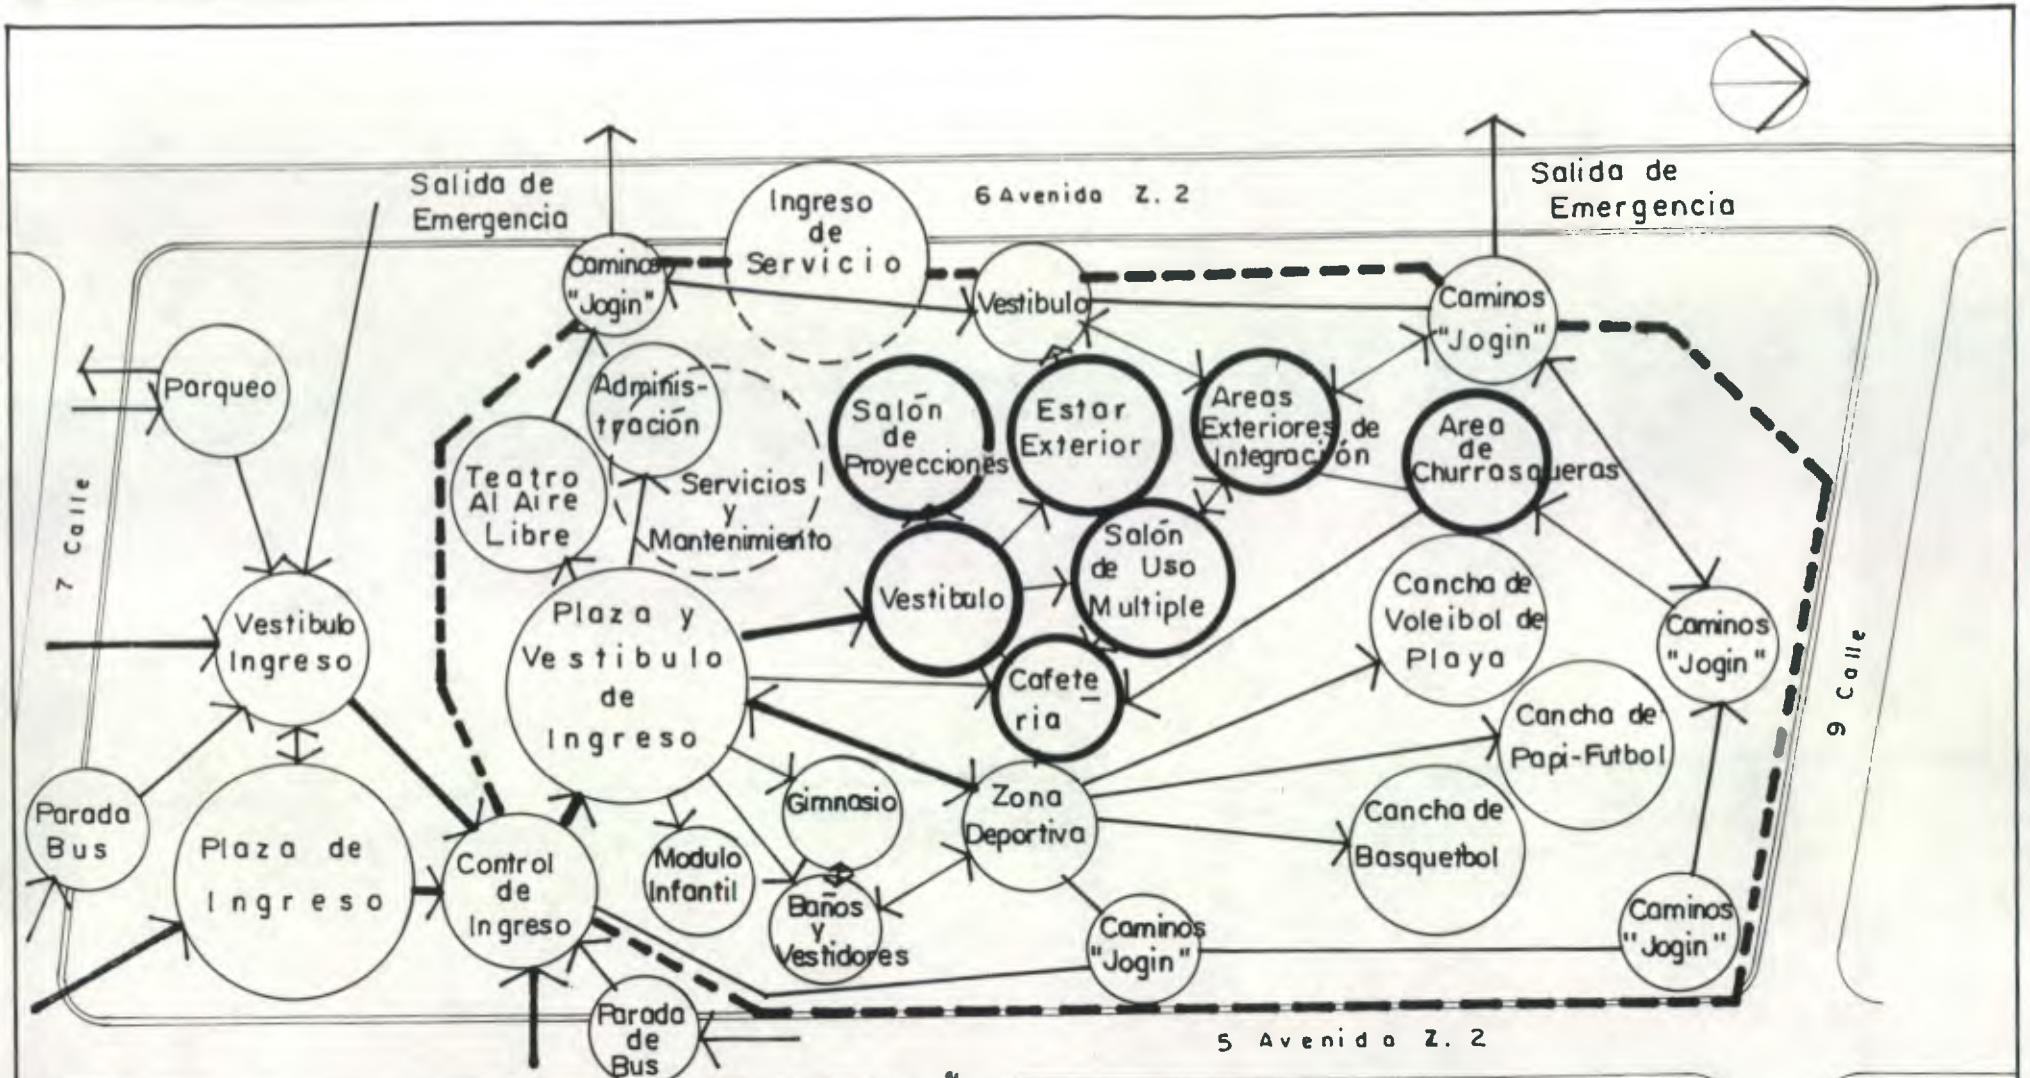 Salida de
Emergencia
Ingreso
de
Servicio
6 Avenida Z. 2
Salida de
Emergencia
Caminos
"Jogin"
Vestibulo
Caminos
"Jogin"
Parqueo
Adminis-
tración
Teatro
Al Aire
Libre
Servicios
y
Mantenimiento
Salón
de
Proyecciones
Estar
Exterior
Areas
Exteriores de
Integración
Area
de
Churrasqueras
7 Calle
Vestibulo
Ingreso
Plaza y
Vestibulo
de
Ingreso
Vestibulo
Salón
de Uso
Multiple
Cancha de
Voleibol de
Playa
Caminos
"Jogin"
9 Calle
Cafete-
ria
Cancha de
Papi-Futbol
Parada
Bus
Plaza de
Ingreso
Control
de
Ingreso
Modulo
Infantil
Gimnasio
Baños
y
Vestidores
Zona
Deportiva
Cancha de
Basquetbol
Caminos
"Jogin"
Caminos
"Jogin"
Parada
de
Bus
5 Avenida Z. 2